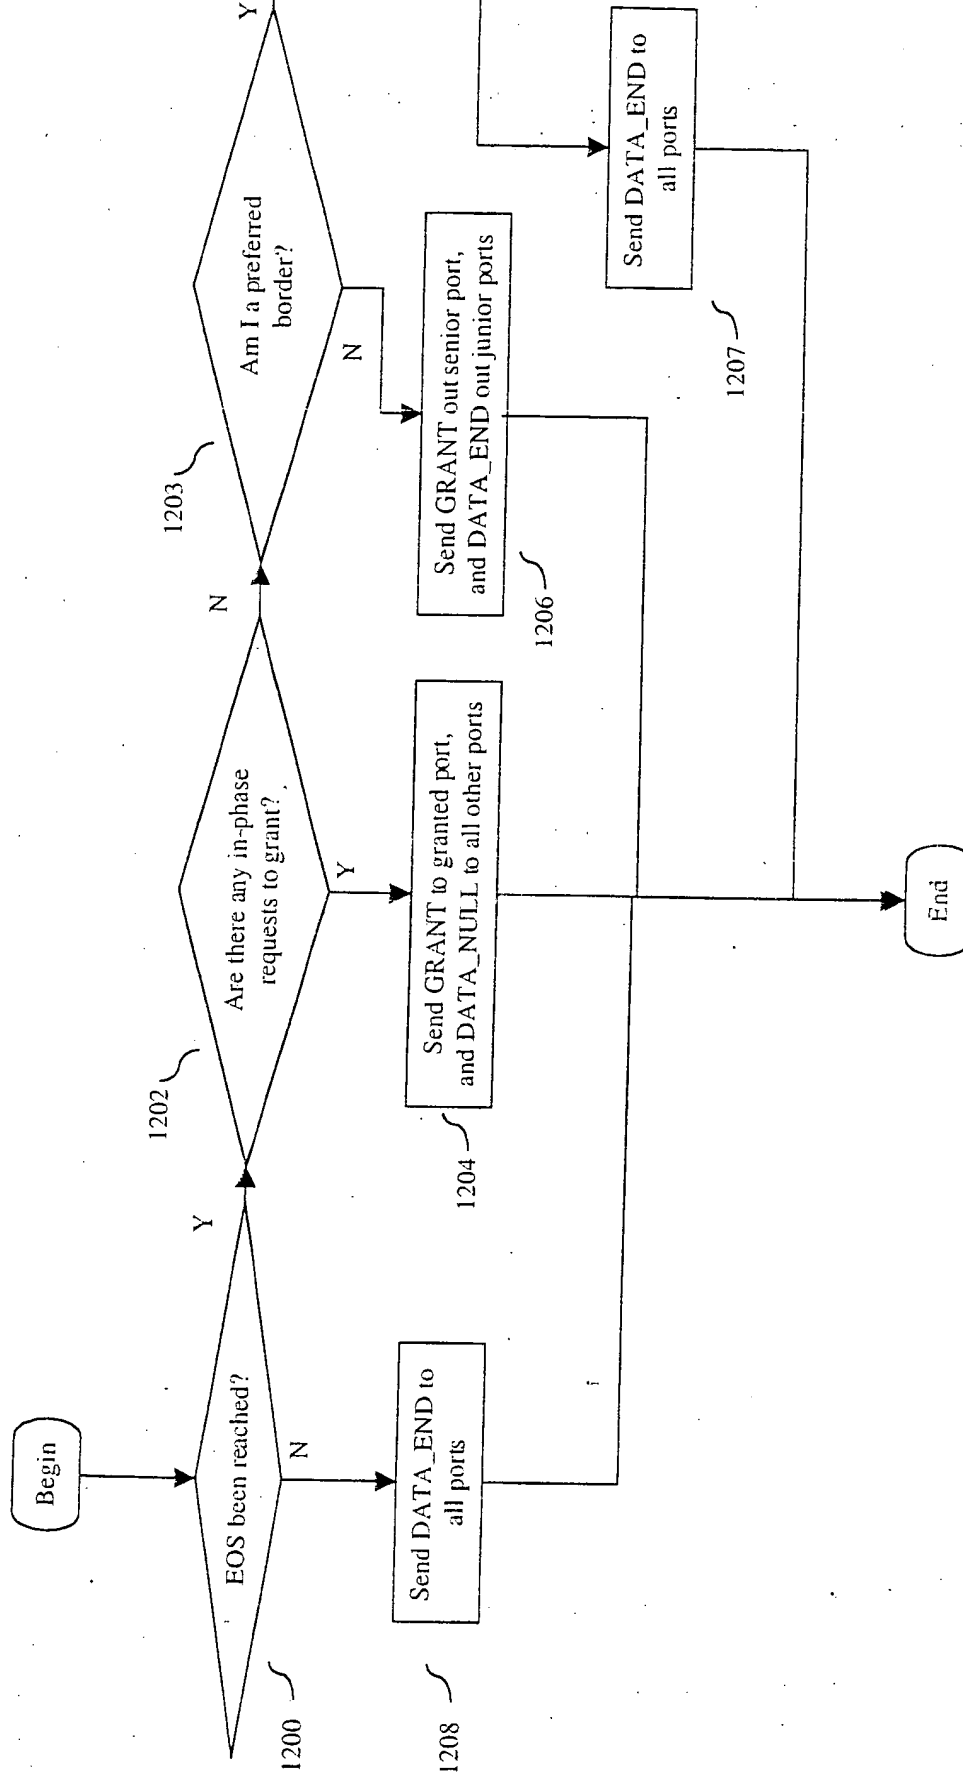 Begin
EOS been reached?
Y
N
1200
Send DATA_END to
all ports
1208
Are there any in-phase
requests to grant?
N
Y
1202
Send GRANT to granted port,
and DATA_NULL to all other ports
1204
Am I a preferred
border?
Y
N
1203
Send GRANT out senior port,
and DATA_END out junior ports
1206
Send DATA_END to
all ports
1207
End